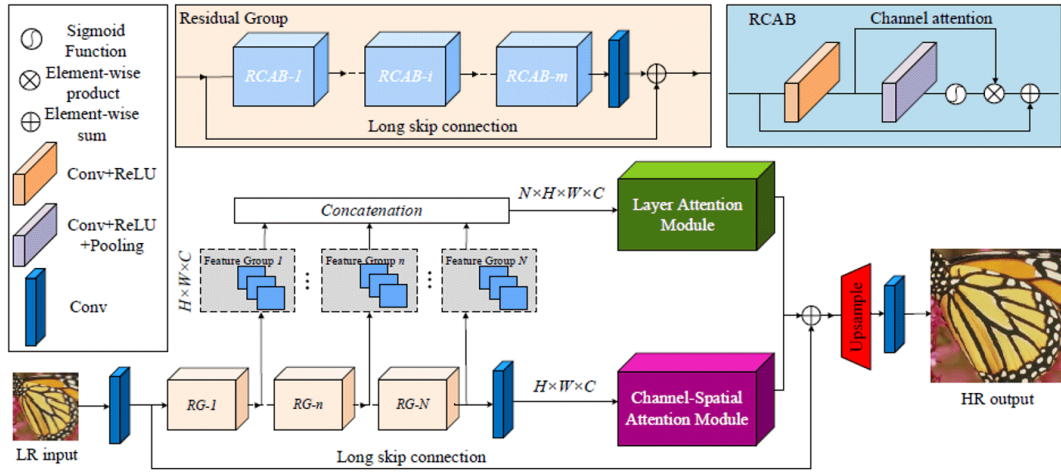 Sigmoid
Function
Element-wise
product
Element-wise
sum
Conv+ReLU
Conv+ReLU
+Pooling
Conv
Residual Group
RCAB-1
RCAB-i
RCAB-m
Long skip connection
RCAB
Channel attention
Concatenation
N×H×W×C
Layer Attention
Module
H×W×C
Feature Group 1
Feature Group n
Feature Group N
RG-1
RG-n
RG-N
H×W×C
Channel-Spatial
Attention Module
Upsample
LR input
Long skip connection
HR output